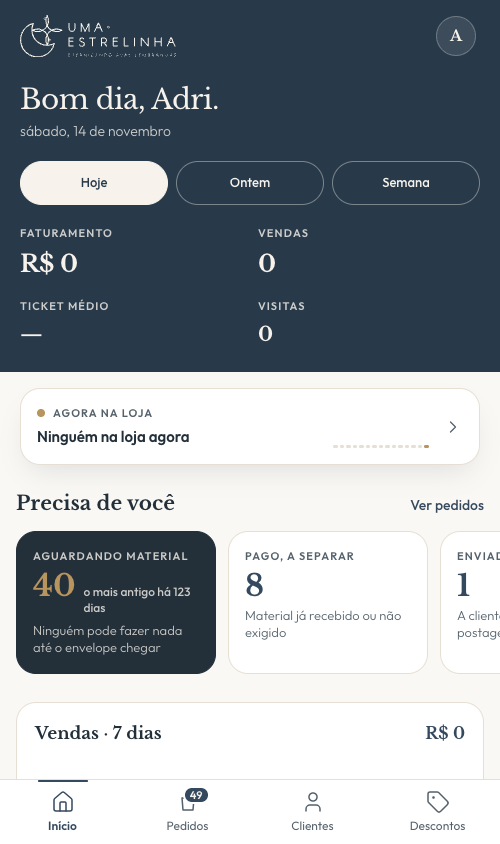 UMA
ESTRELINHA
A
Bom dia, Adri.
sábado, 14 de novembro
Hoje
Ontem
Semana
FATURAMENTO
VENDAS
R$ 0
0
TICKET MÉDIO
VISITAS
—
0
AGORA NA LOJA
Ninguém na loja agora
Precisa de você
Ver pedidos
AGUARDANDO MATERIAL
40 o mais antigo há 123
dias
Ninguém pode fazer nada
até o envelope chegar
PAGO, A SEPARAR
8
Material já recebido ou não
exigido
ENVIAD
1
A client
postage
Vendas · 7 dias
R$ 0
49
Início
Pedidos
Clientes
Descontos